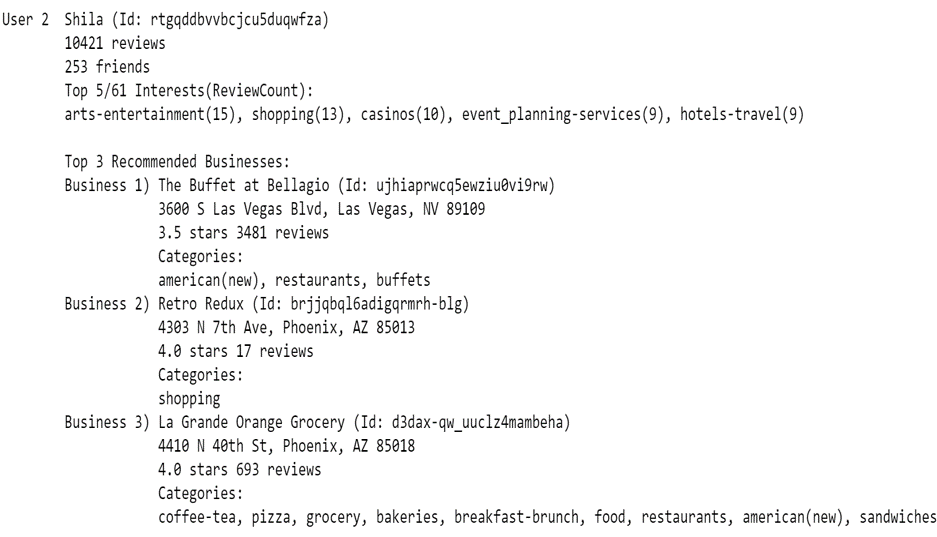 User 2 Shila (Id: rtgqddbvvbcjcu5duqwfza)
10421 reviews
253 friends
Top 5/61 Interests(ReviewCount):
arts-entertainment(15), shopping(13), casinos(10), event_planning-services(9), hotels-travel(9)
Top 3 Recommended Businesses:
Business 1) The Buffet at Bellagio (Id: ujhiaprwcq5ewziu0vi9rw)
3600 S Las Vegas Blvd, Las Vegas, NV 89109
3.5 stars 3481 reviews
Categories:
american(new), restaurants, buffets
Business 2) Retro Redux (Id: brjjqbql6adigqrmrh-blg)
4303 N 7th Ave, Phoenix, AZ 85013
4.0 stars 17 reviews
Categories:
shopping
Business 3) La Grande Orange Grocery (Id: d3dax-qw_uuclz4mambeha)
4410 N 40th St, Phoenix, AZ 85018
4.0 stars 693 reviews
Categories:
coffee-tea, pizza, grocery, bakeries, breakfast-brunch, food, restaurants, american(new), sandwiches